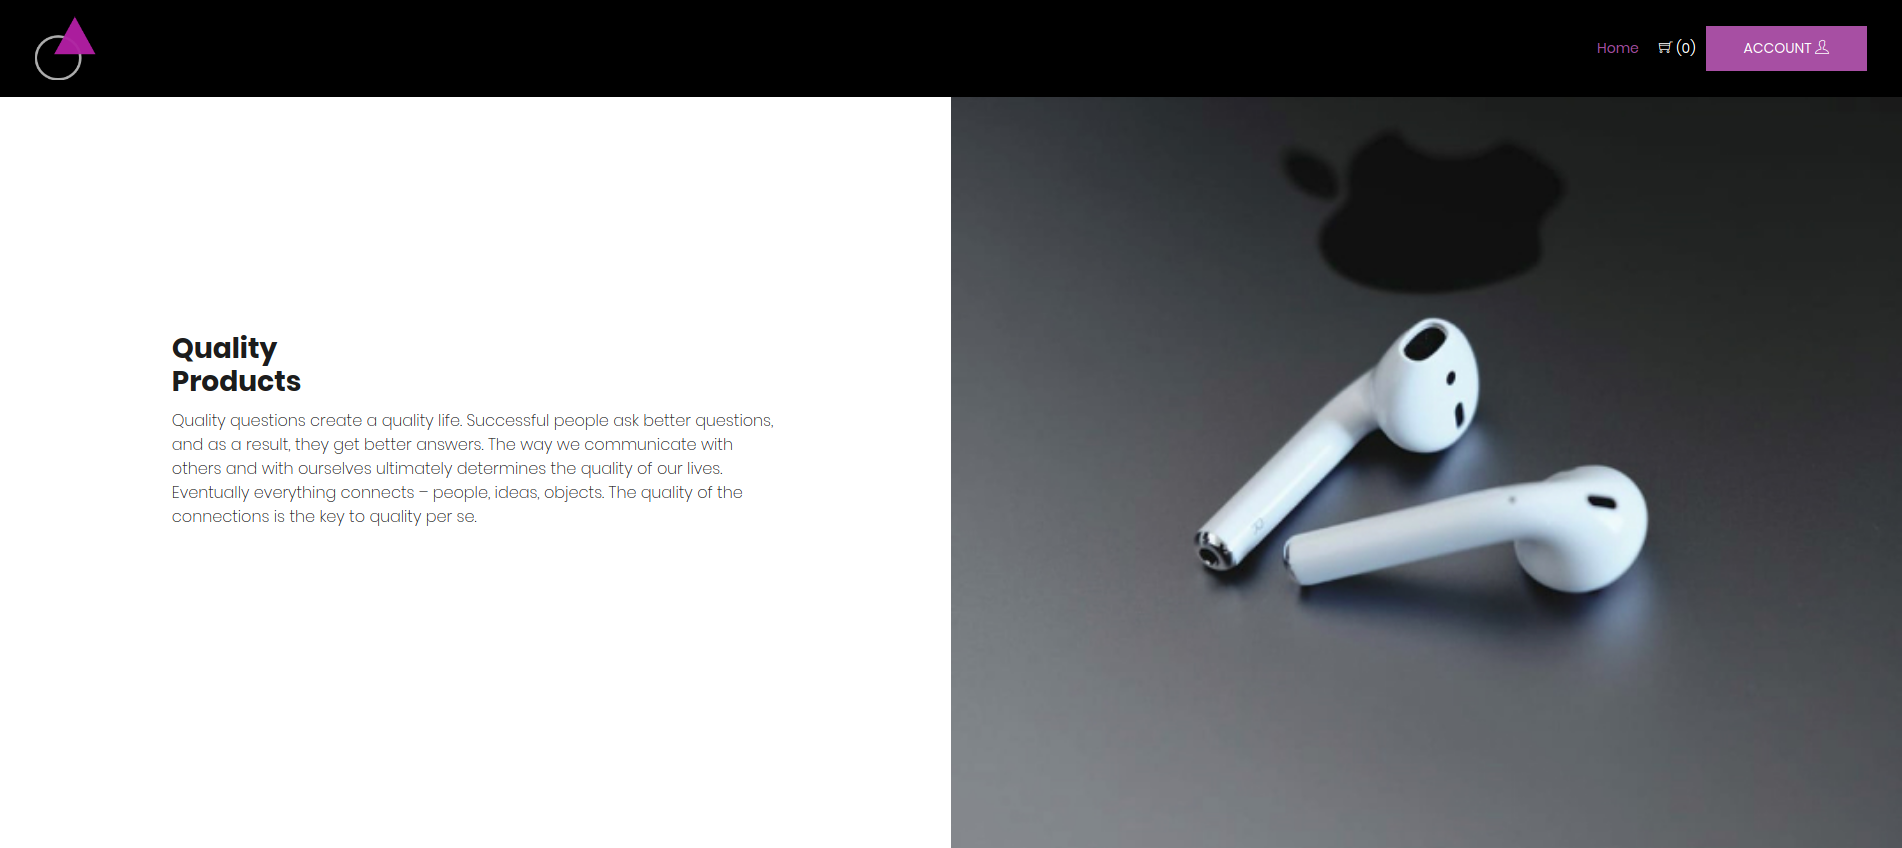 Home (0) ACCOUNT
Quality
Products
Quality questions create a quality life. Successful people ask better questions,
and as a result, they get better answers. The way we communicate with
others and with ourselves ultimately determines the quality of our lives.
Eventually everything connects – people, ideas, objects. The quality of the
connections is the key to quality per se.